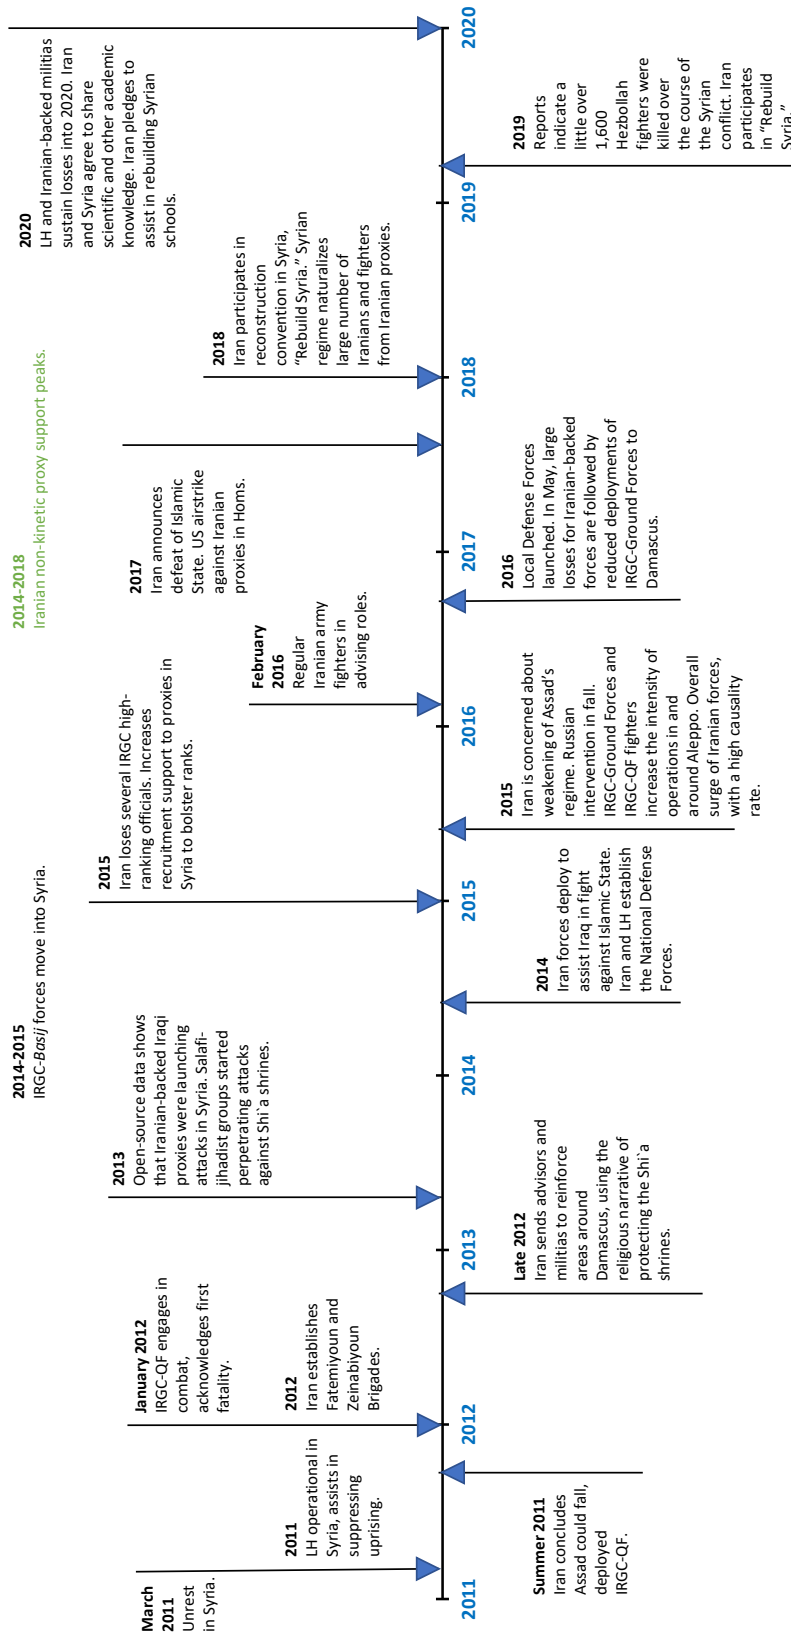 2014-2015
IRGC-Basij forces move into Syria.
2014-2018
Iranian non-kinetic proxy support peaks.
March
2011
Unrest
in Syria.
2011
LH operational in
Syria, assists in
suppressing
uprising.
January 2012
IRGC-QF engages in
combat,
acknowledges first
fatality.
2012
Iran establishes
Fatemiyoun and
Zeinabiyoun
Brigades.
2013
Open-source data shows
that Iranian-backed Iraqi
proxies were launching
attacks in Syria. Salafi-
jihadist groups started
perpetrating attacks
against Shi`a shrines.
2015
Iran loses several IRGC high-
ranking officials. Increases
recruitment support to proxies in
Syria to bolster ranks.
February
2016
Regular
Iranian army
fighters in
advising roles.
2017
Iran announces
defeat of Islamic
State. US airstrike
against Iranian
proxies in Homs.
2018
Iran participates in
reconstruction
convention in Syria,
“Rebuild Syria.” Syrian
regime naturalizes
large number of
Iranians and fighters
from Iranian proxies.
2020
LH and Iranian-backed militias
sustain losses into 2020. Iran
and Syria agree to share
scientific and other academic
knowledge. Iran pledges to
assist in rebuilding Syrian
schools.
2011
2012
2013
2014
2015
2016
2017
2018
2019
2020
Summer 2011
Iran concludes
Assad could fall,
deployed
IRGC-QF.
Late 2012
Iran sends advisors and
militias to reinforce
areas around
Damascus, using the
religious narrative of
protecting the Shi`a
shrines.
2014
Iran forces deploy to
assist Iraq in fight
against Islamic State.
Iran and LH establish
the National Defense
Forces.
2015
Iran is concerned about
weakening of Assad’s
regime. Russian
intervention in fall.
IRGC-Ground Forces and
IRGC-QF fighters
increase the intensity of
operations in and
around Aleppo. Overall
surge of Iranian forces,
with a high causality
rate.
2016
Local Defense Forces
launched. In May, large
losses for Iranian-backed
forces are followed by
reduced deployments of
IRGC-Ground Forces to
Damascus.
2019
Reports
indicate a
little over
1,600
Hezbollah
fighters were
killed over
the course of
the Syrian
conflict. Iran
participates
in “Rebuild
Syria.”